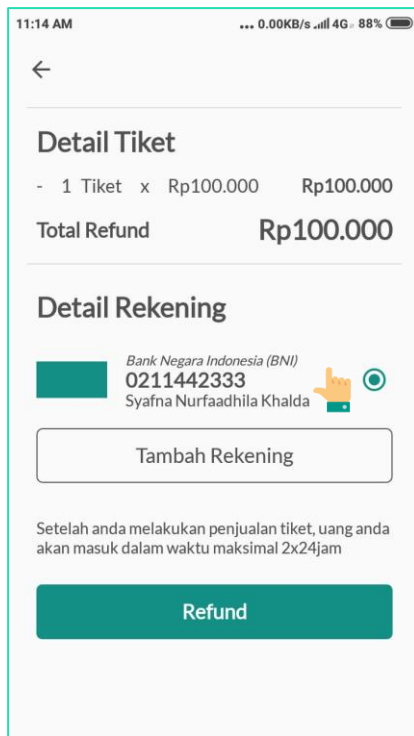 11:14 AM ... 0.00KB/s 4G 88%
Detail Tiket
- 1 Tiket x Rp100.000 Rp100.000
Total Refund Rp100.000
Detail Rekening
Bank Negara Indonesia (BNI)
0211442333
Syafna Nurfaadhila Khalda
Tambah Rekening
Setelah anda melakukan penjualan tiket, uang anda
akan masuk dalam waktu maksimal 2x24jam
Refund